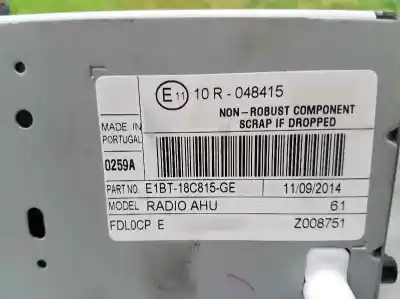 E 11 10 R - 048415
NON-ROBUST COMPONENT
SCRAP IF DROPPED
MADE IN
PORTUGAL
0259A
PART NO. E1BT-18C815-GE 11/09/2014
MODEL RADIO AHU 61
FDL0CP E Z008751